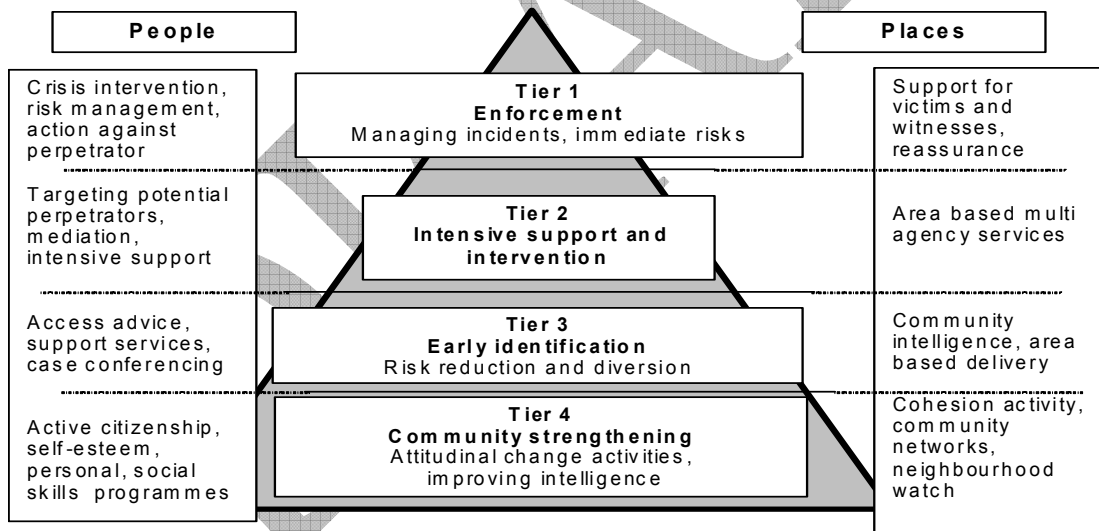 People
Places
Crisis intervention,
risk management,
action against
perpetrator
Tier 1
Enforcement
Managing incidents, immediate risks
Support for
victims and
witnesses,
reassurance
Targeting potential
perpetrators,
mediation,
intensive support
Tier 2
Intensive support and
intervention
Area based multi
agency services
Access advice,
support services,
case conferencing
Tier 3
Early identification
Risk reduction and diversion
Community
intelligence, area
based delivery
Active citizenship,
self-esteem,
personal, social
skills programmes
Tier 4
Community strengthening
Attitudinal change activities,
improving intelligence
Cohesion activity,
community
networks,
neighbourhood
watch